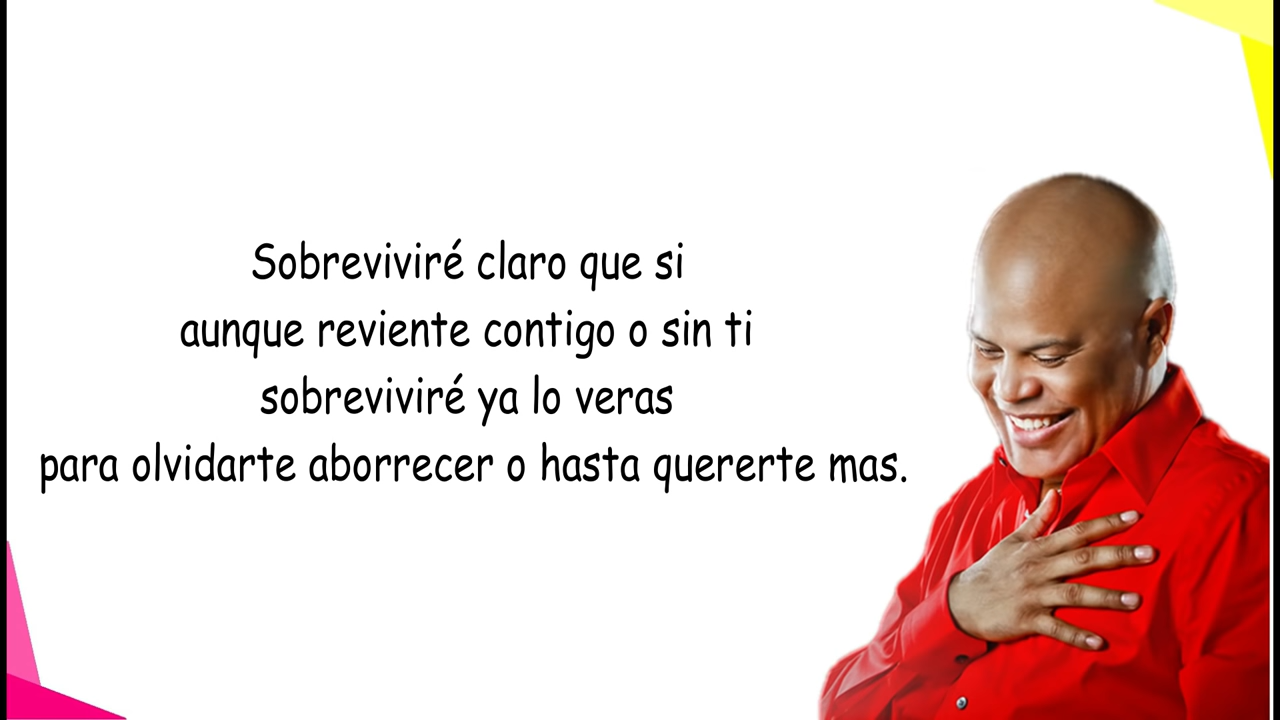 Sobreviviré claro que si
aunque reviente contigo o sin ti
sobreviviré ya lo veras
para olvidarte aborrecer o hasta quererte mas.